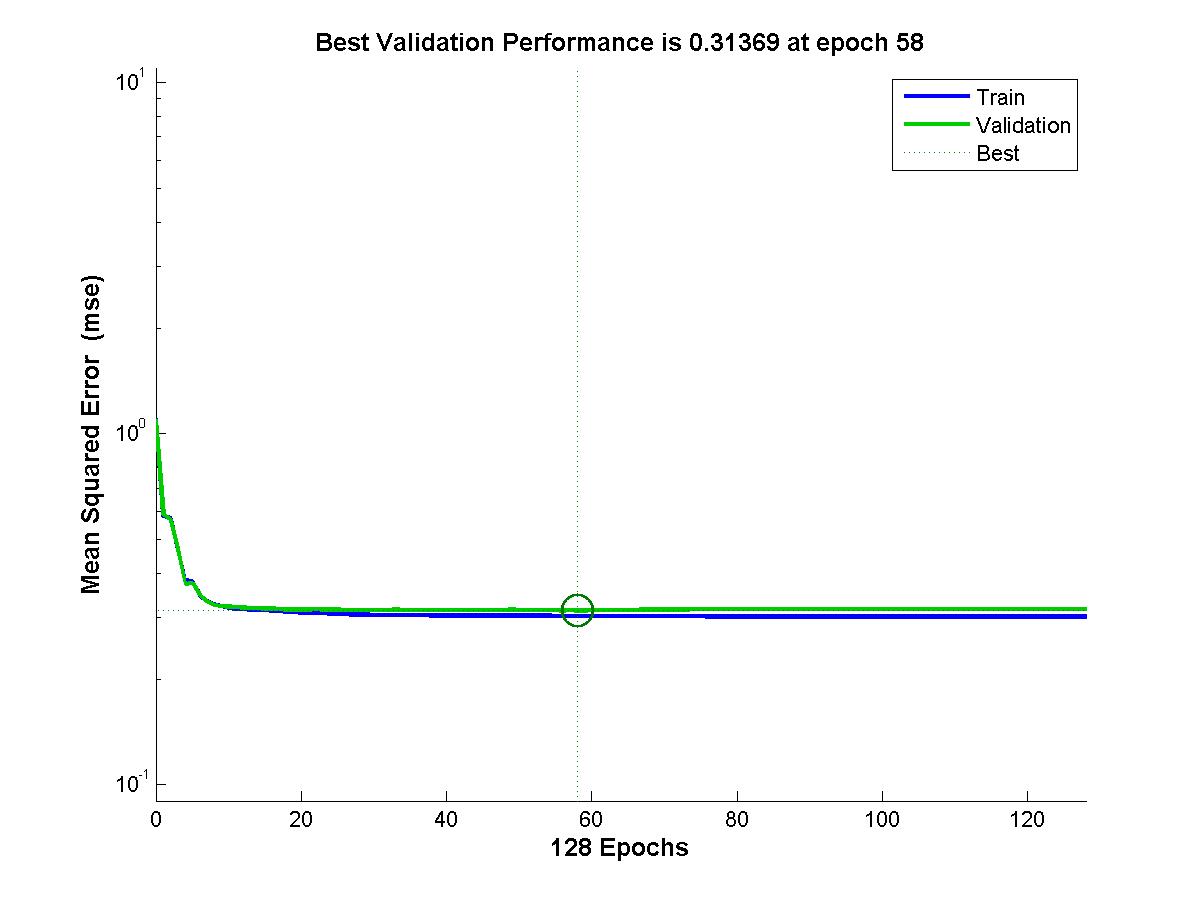 Best Validation Performance is 0.31369 at epoch 58
Train
Validation
Best
Mean Squared Error (mse)
10^1
10^0
10^-1
0 20 40 60 80 100 120
128 Epochs